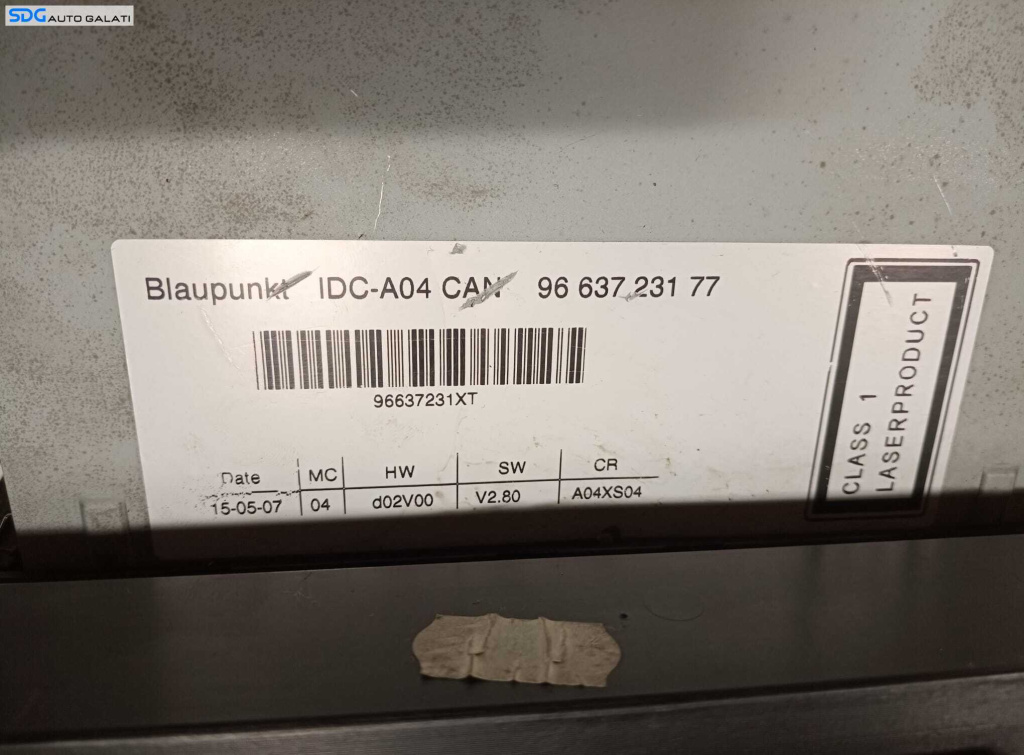 SDG AUTO GALATI
Blaupunkt IDC-A04 CAN 96 637 231 77
96637231XT
Date MC HW SW CR
15-05-07 04 d02V00 V2.80 A04XS04
CLASS 1
LASERPRODUCT